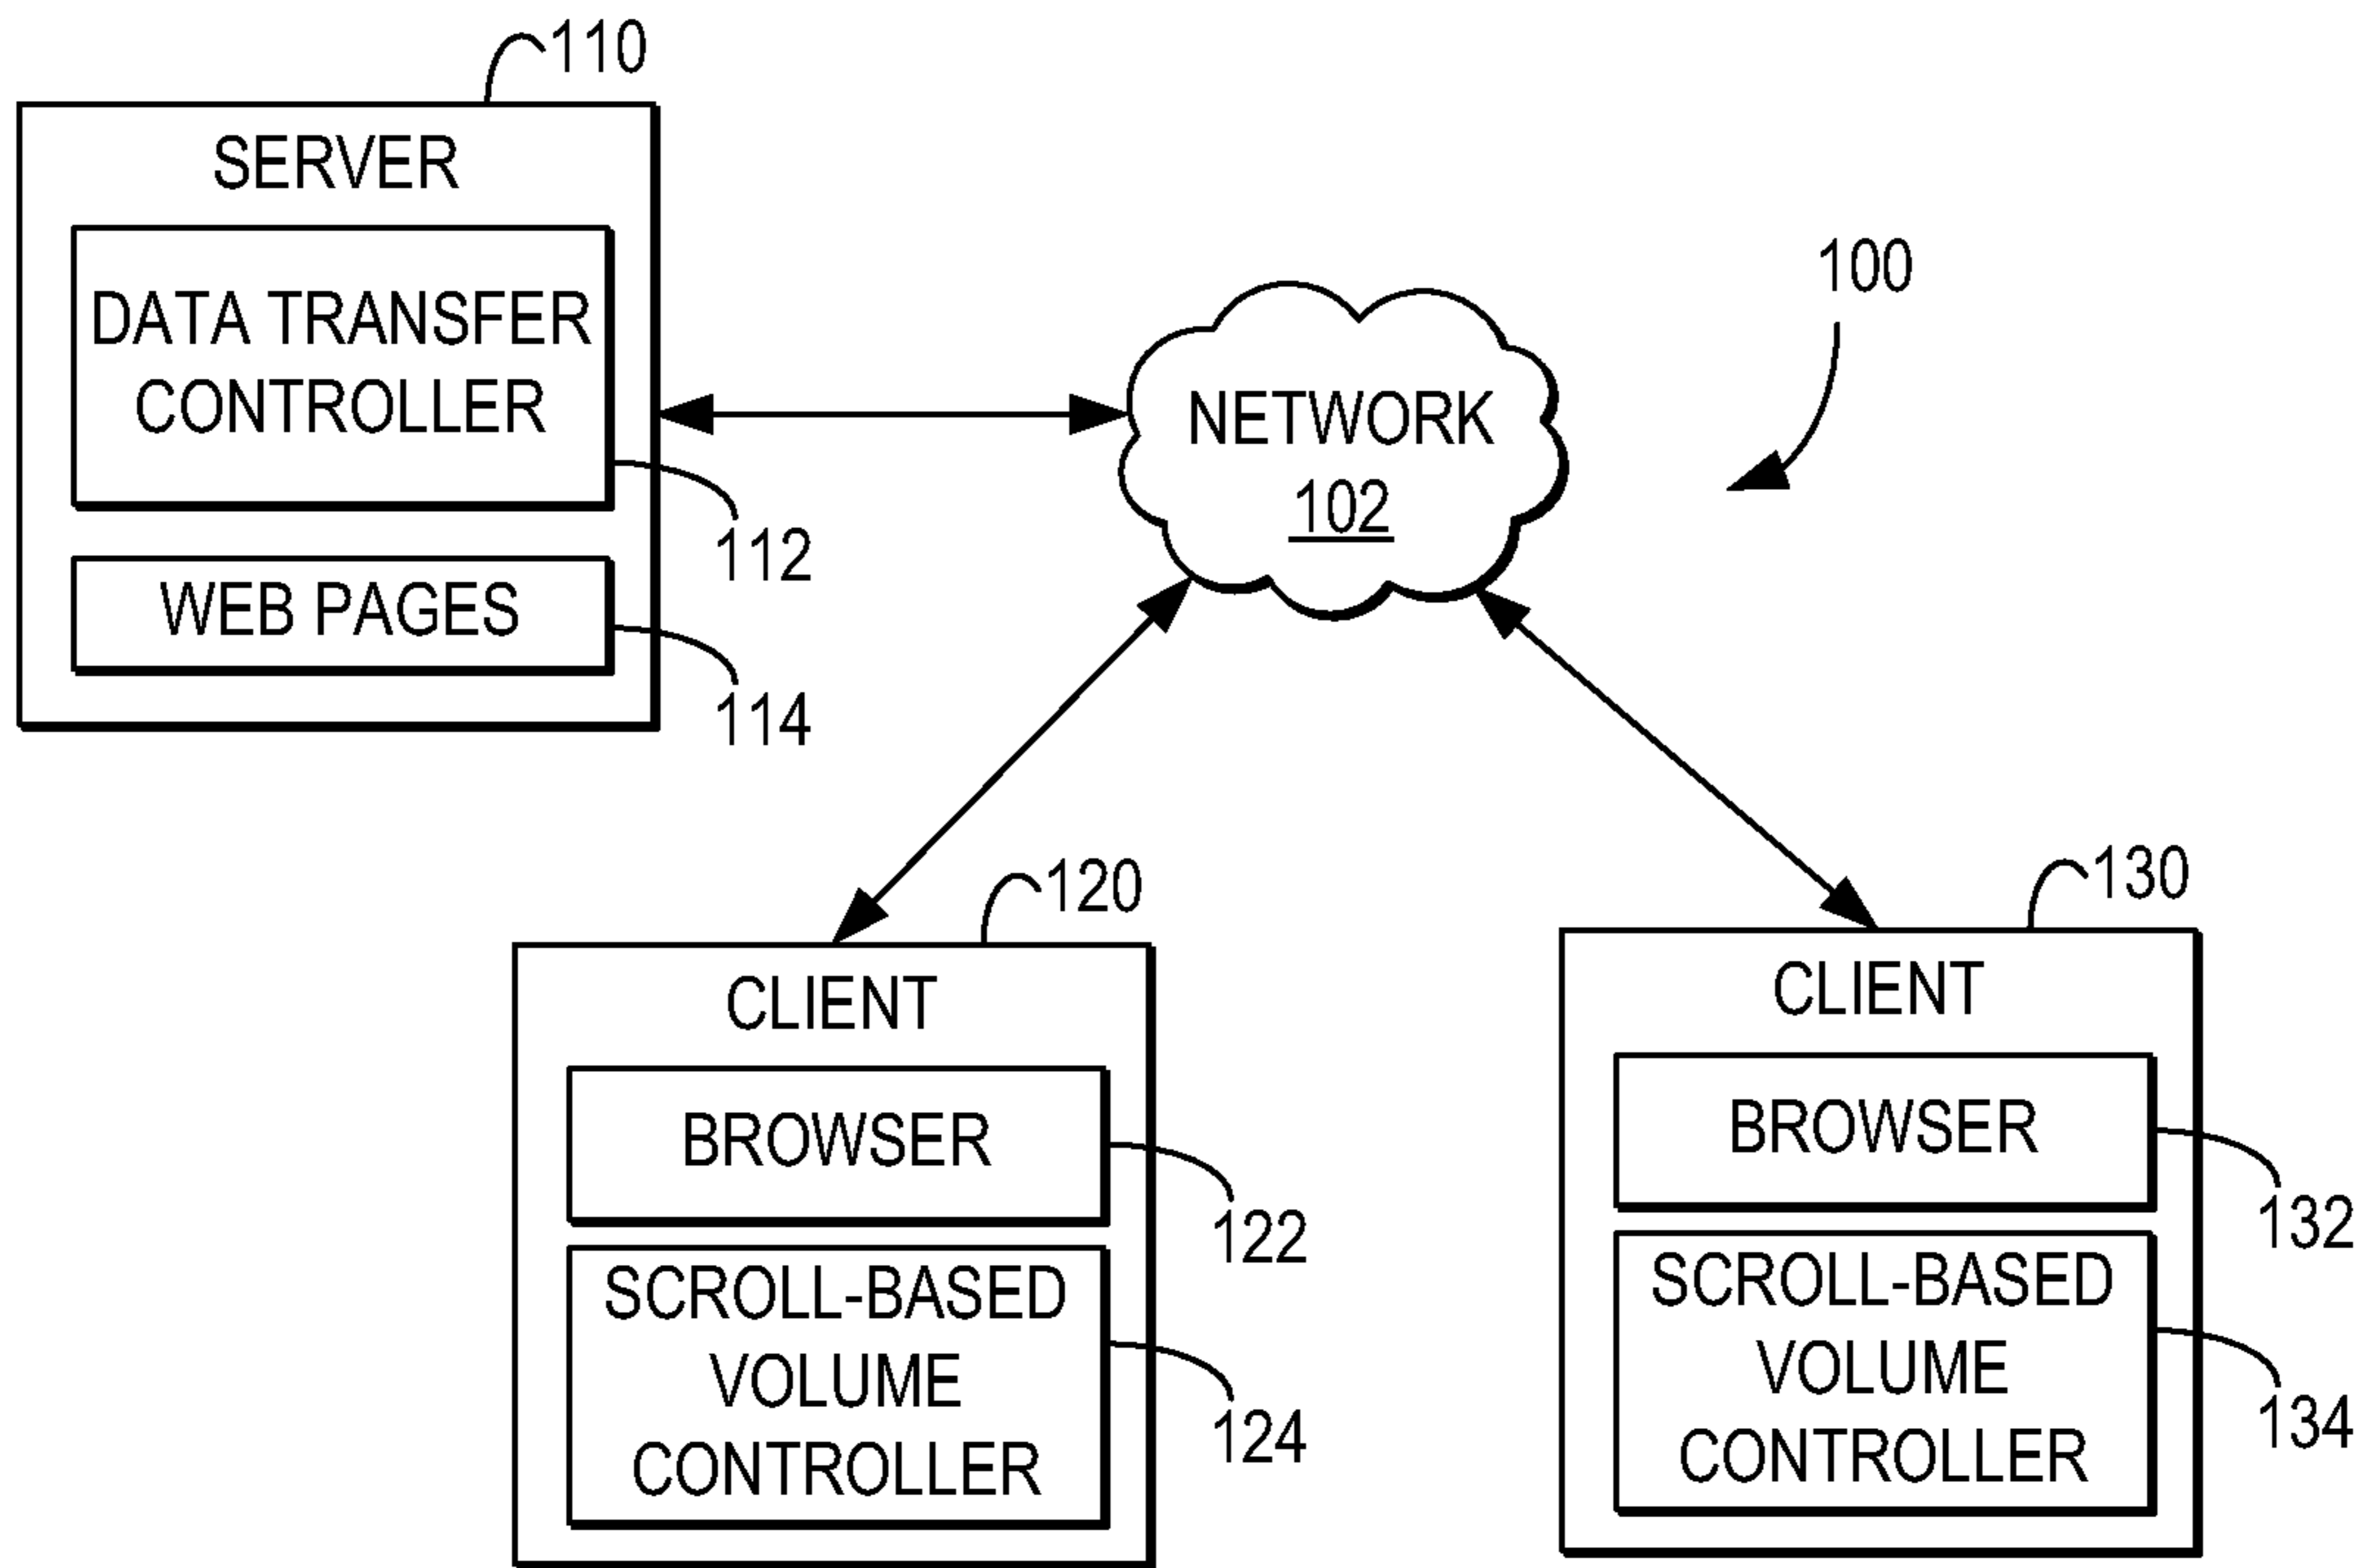 110
SERVER
DATA TRANSFER
CONTROLLER
112
WEB PAGES
114
NETWORK
102
100
120
CLIENT
BROWSER
122
SCROLL-BASED
VOLUME
CONTROLLER
124
130
CLIENT
BROWSER
132
SCROLL-BASED
VOLUME
CONTROLLER
134